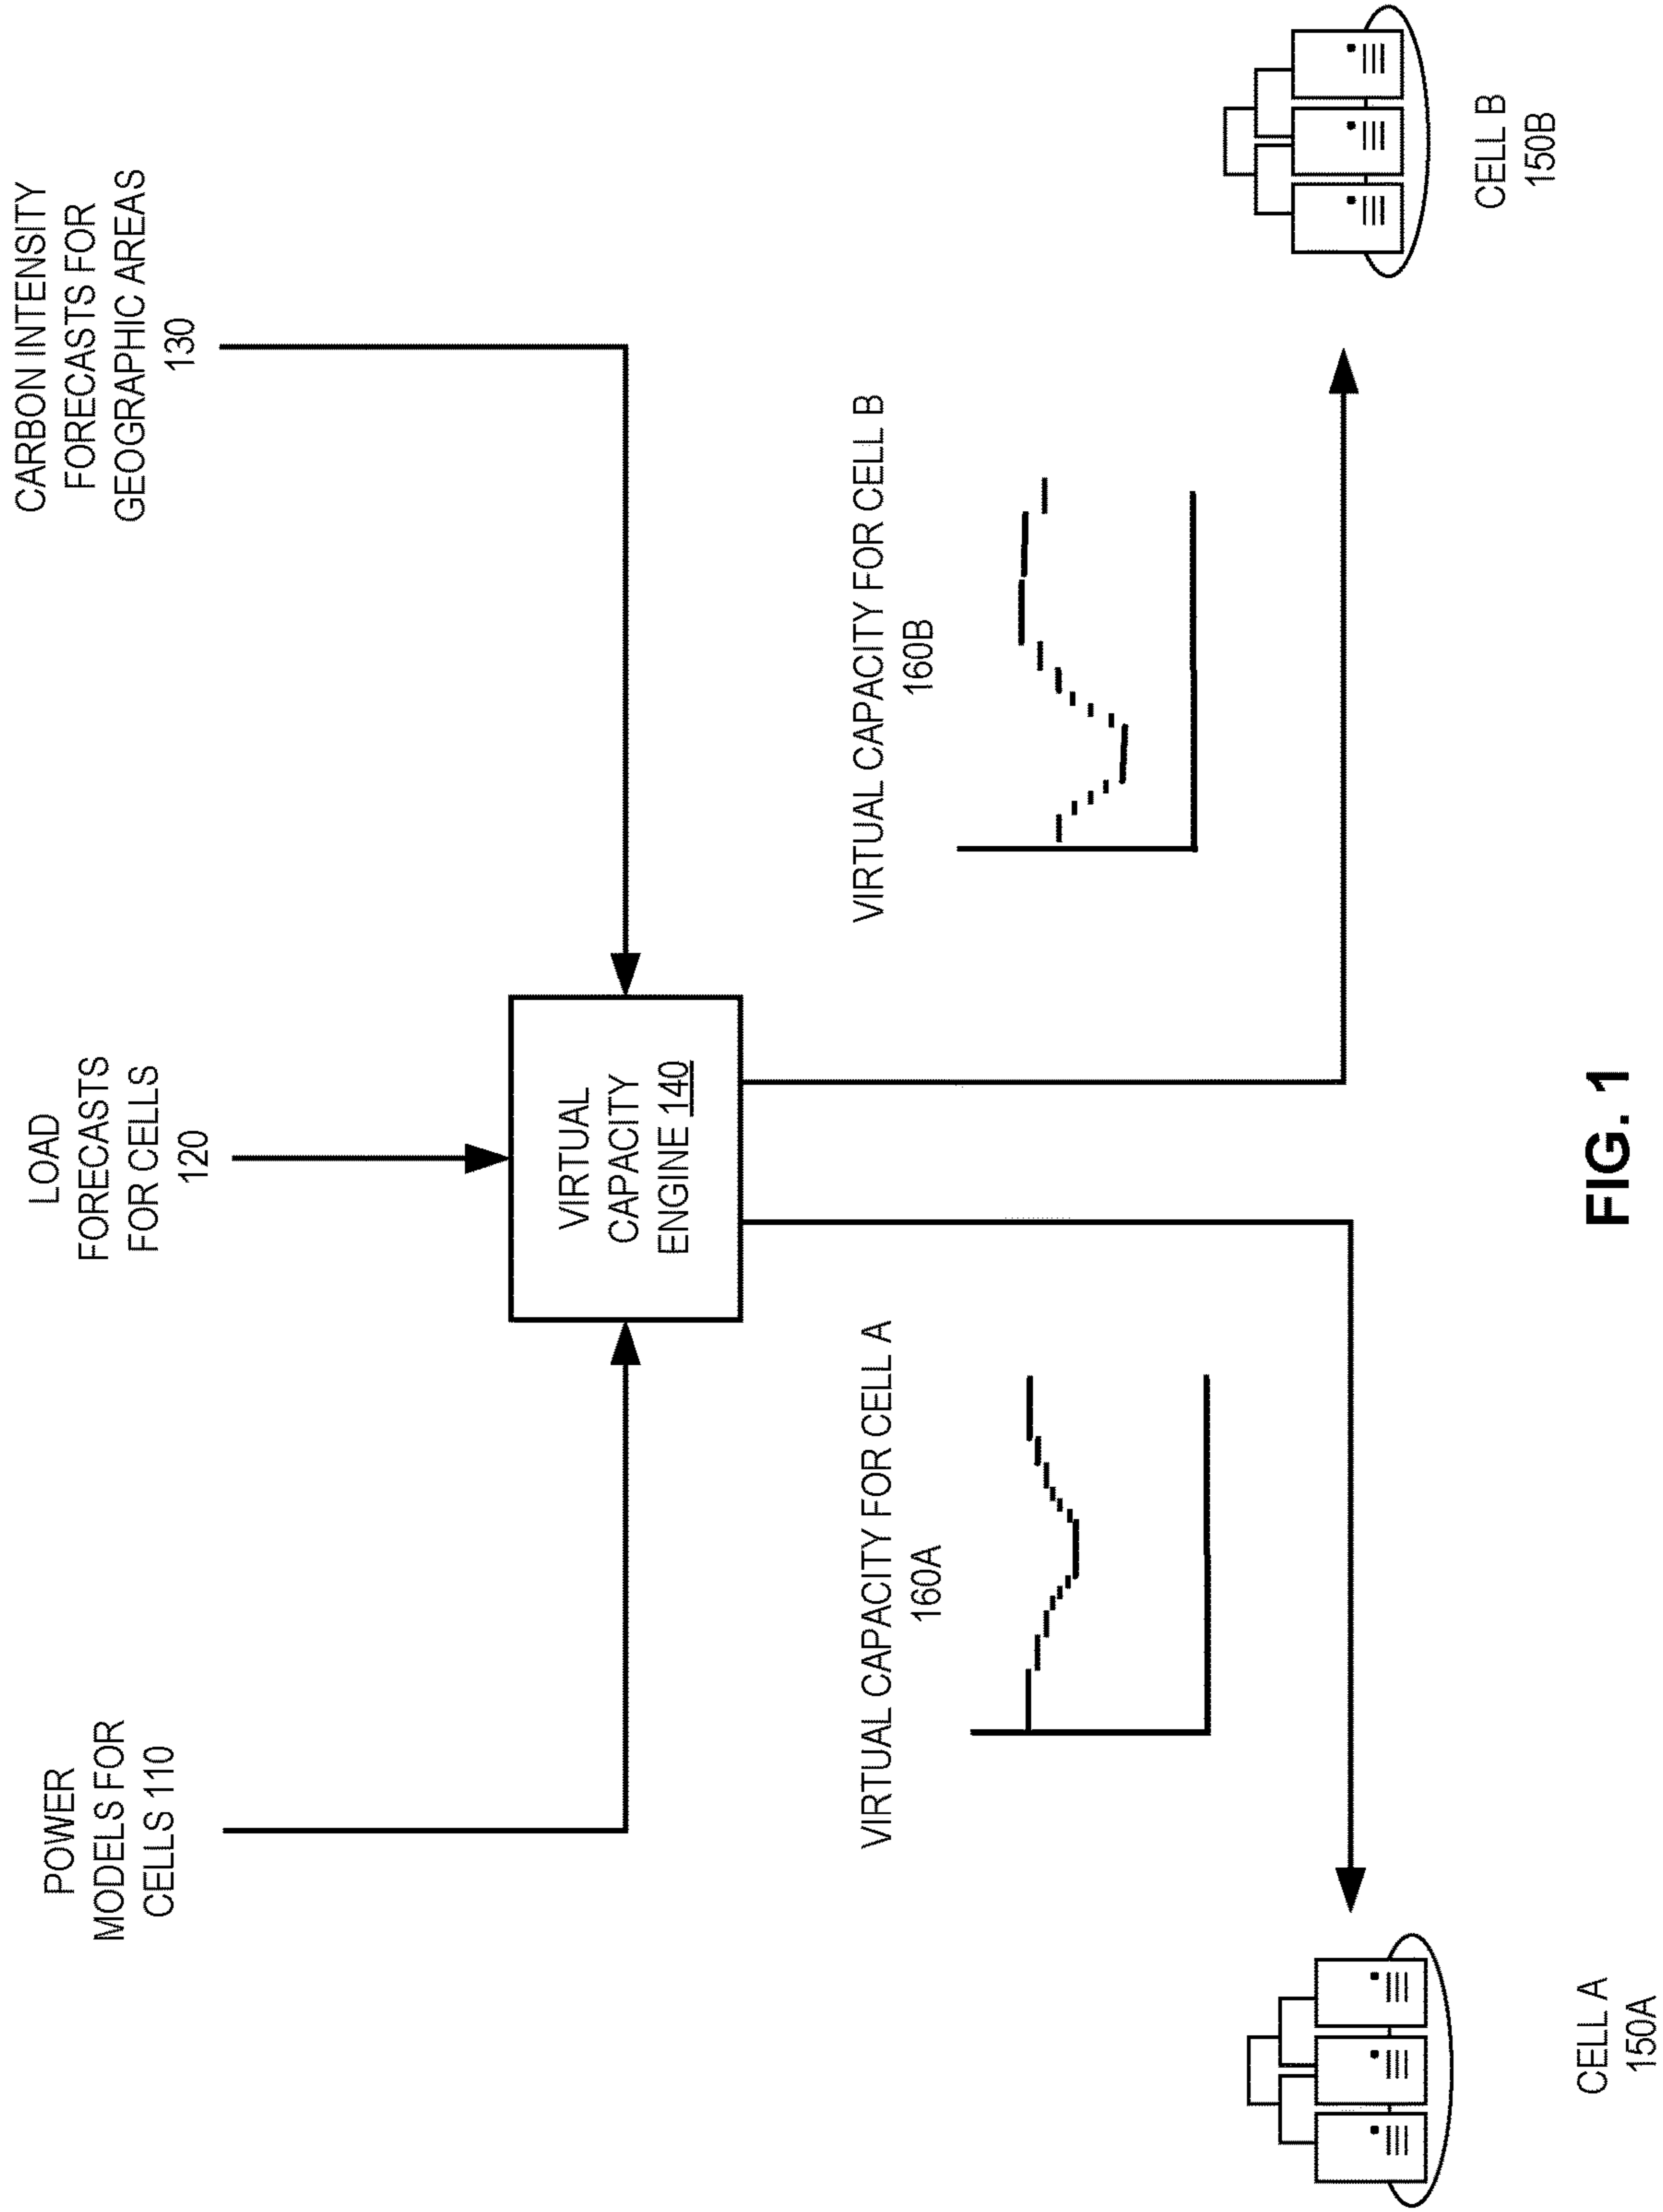 POWER
MODELS FOR
CELLS 110
LOAD
FORECASTS
FOR CELLS
120
CARBON INTENSITY
FORECASTS FOR
GEOGRAPHIC AREAS
130
VIRTUAL
CAPACITY
ENGINE 140
VIRTUAL CAPACITY FOR CELL A
160A
VIRTUAL CAPACITY FOR CELL B
160B
CELL A
150A
CELL B
150B
FIG. 1